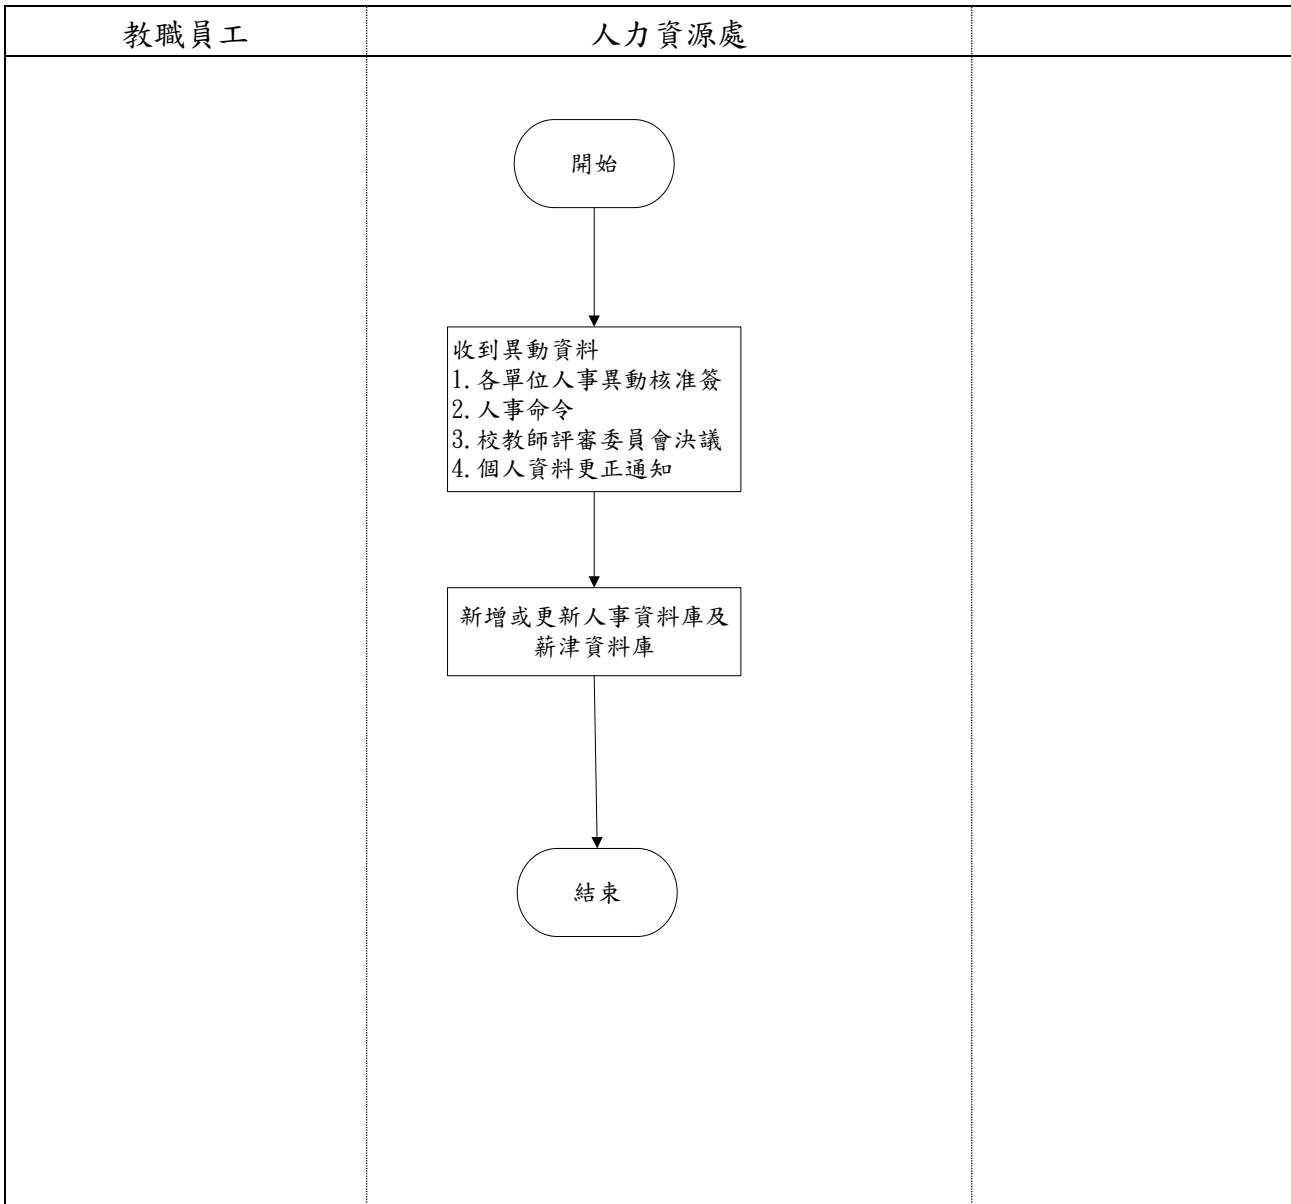 教職員工
人力資源處
開始
收到異動資料
1.各單位人事異動核准簽
2.人事命令
3.校教師評審委員會決議
4.個人資料更正通知
新增或更新人事資料庫及
薪津資料庫
結束